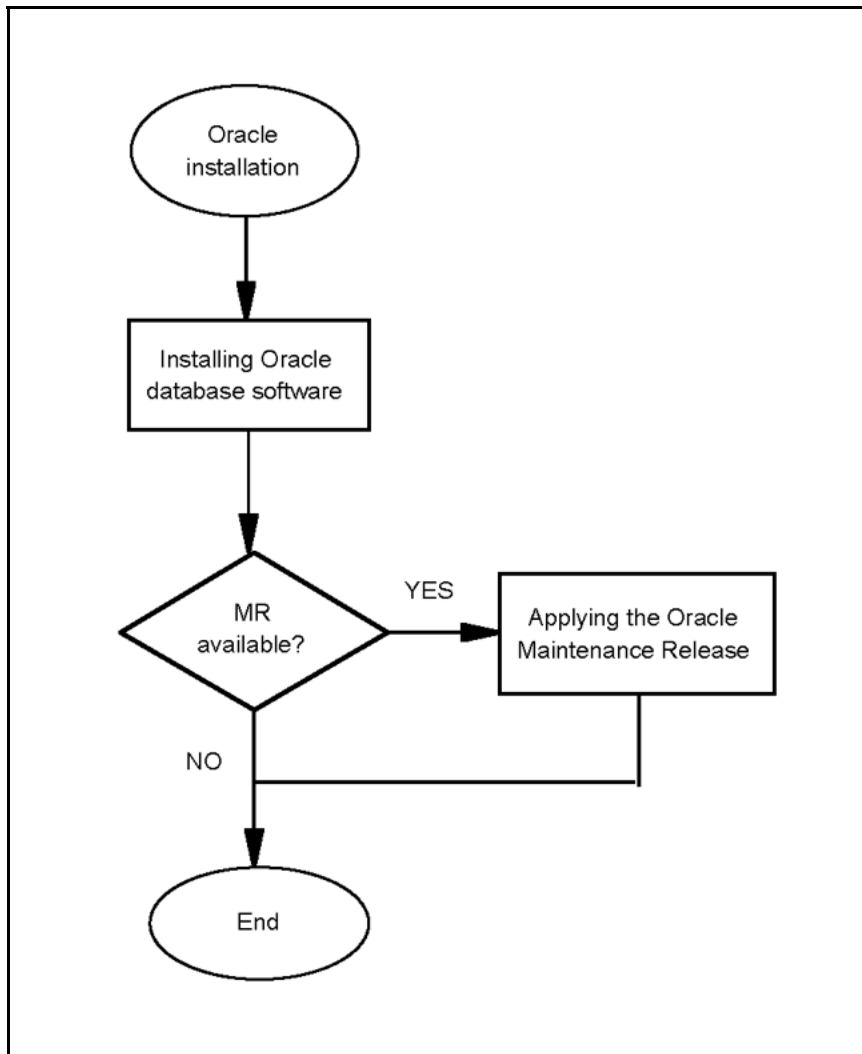 Oracle
installation
Installing Oracle
database software
MR
available?
YES
Applying the Oracle
Maintenance Release
NO
End